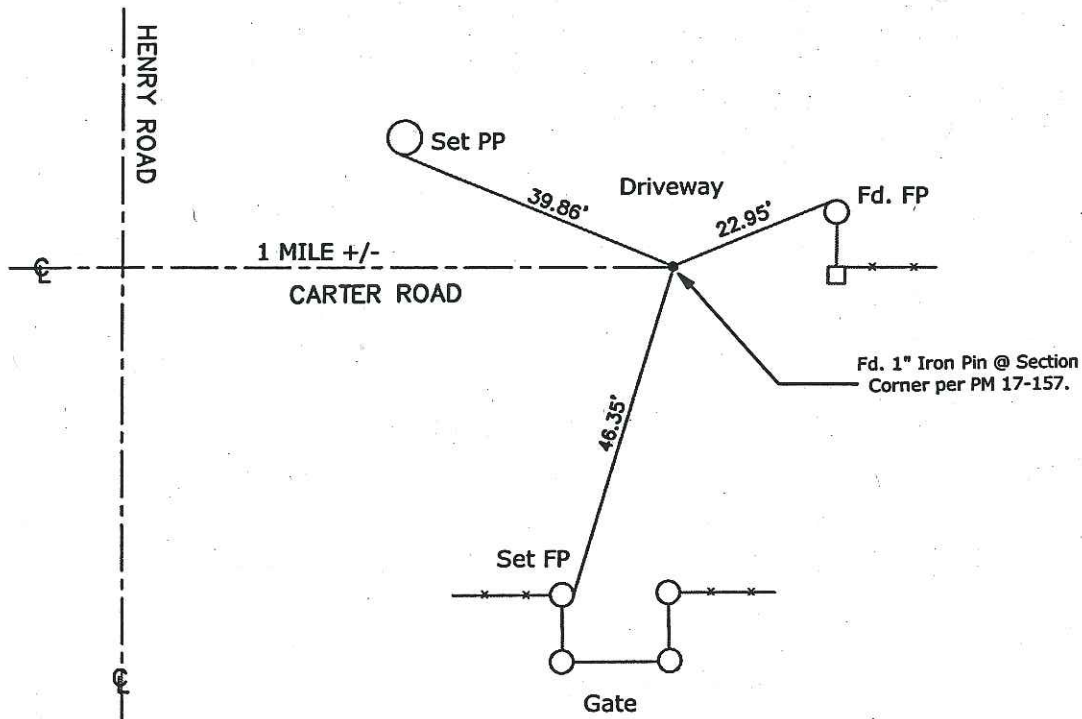 HENRY ROAD
Set PP
Driveway
39.86'
22.95'
Fd. FP
1 MILE +/-
℄
CARTER ROAD
Fd. 1" Iron Pin @ Section
Corner per PM 17-157.
46.35'
Set FP
℄
Gate